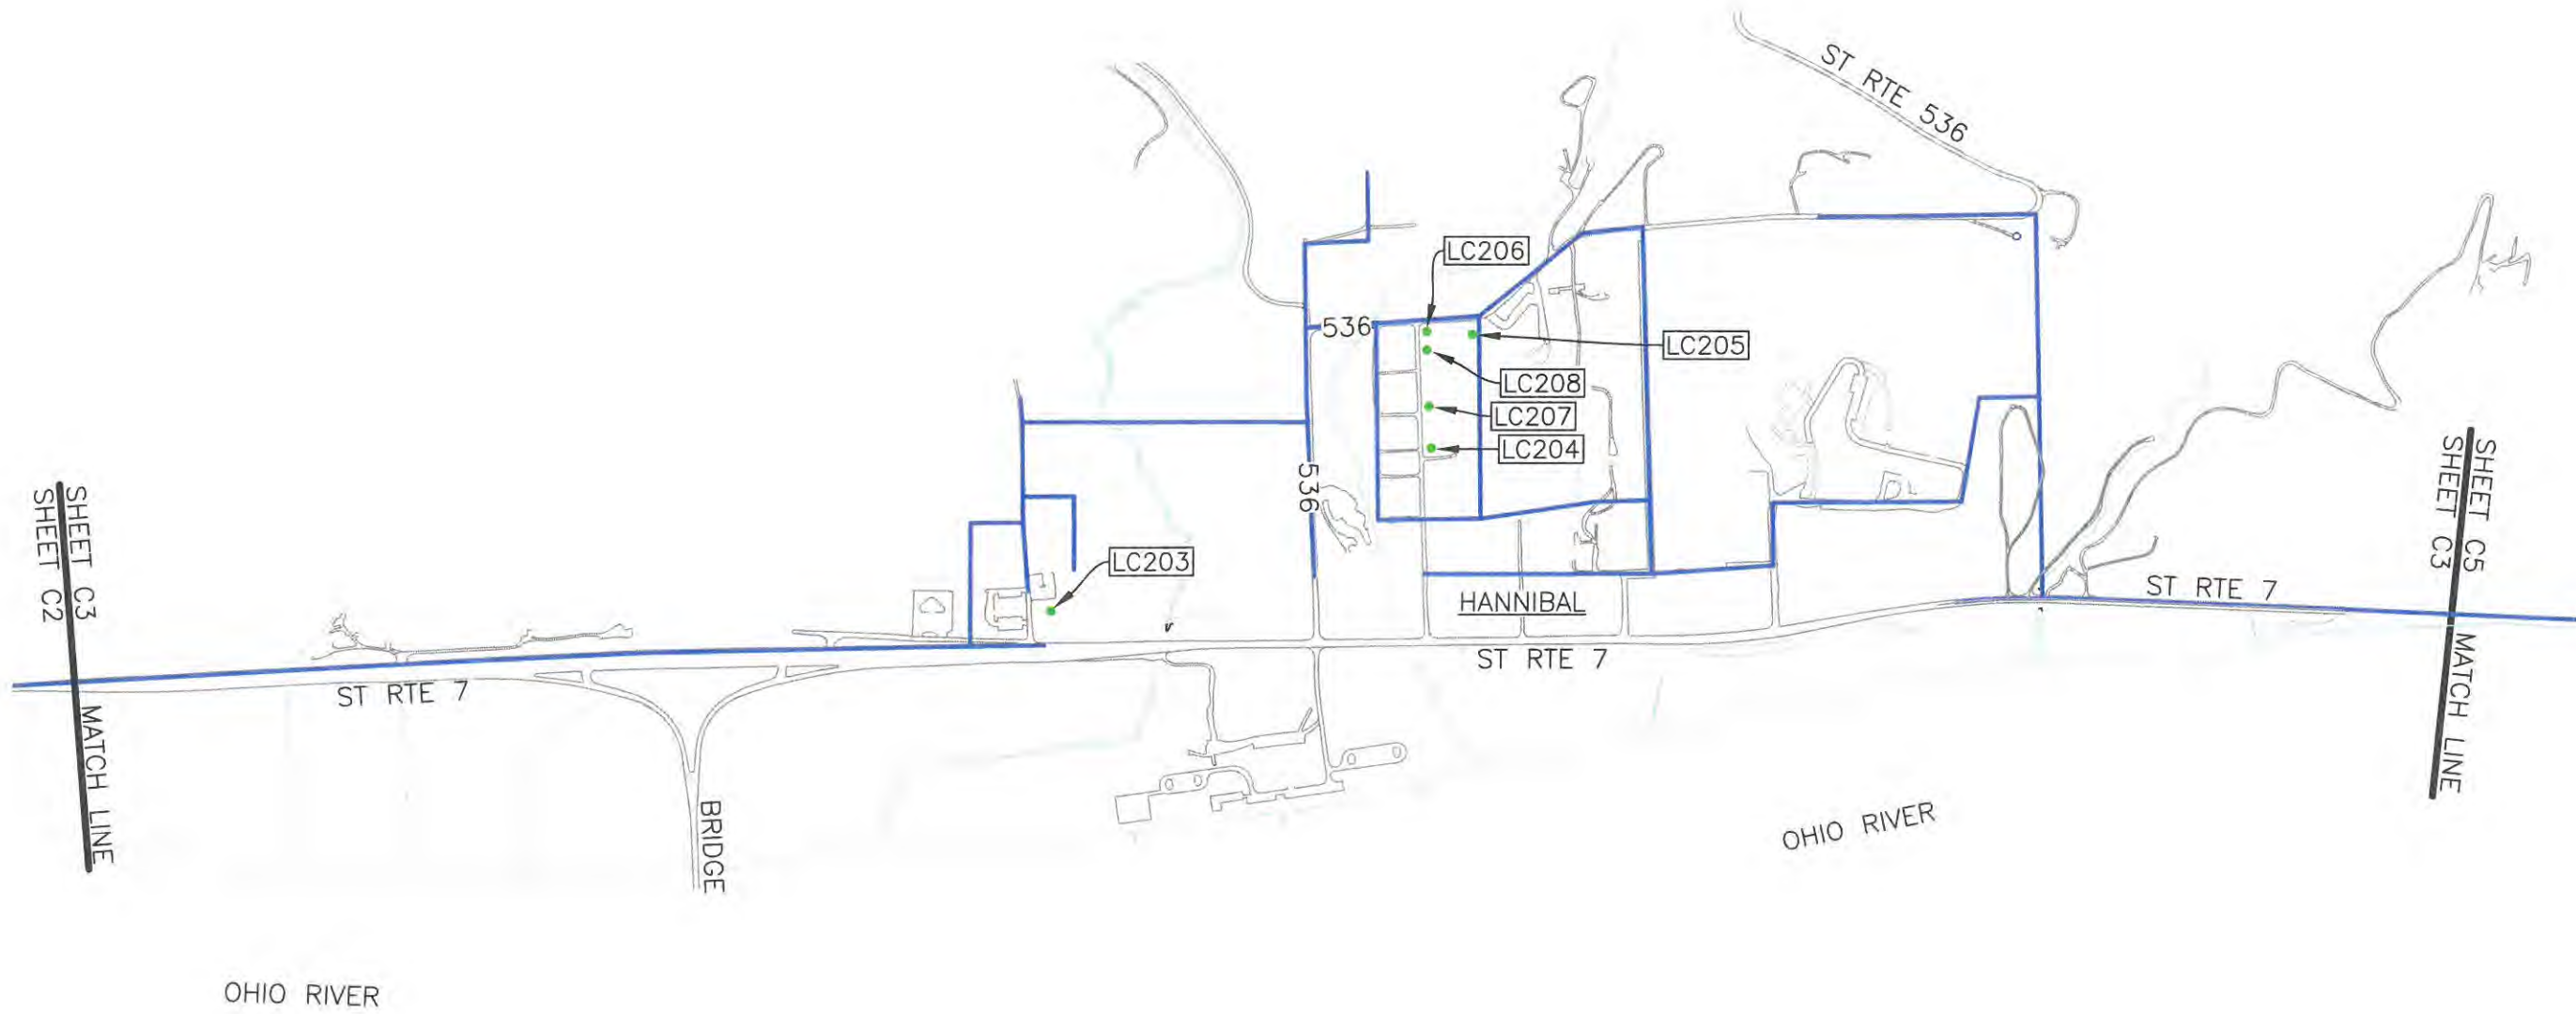 ST RTE 536
LC206
536
LC205
LC208
LC207
LC204
536
SHEET C3
SHEET C2
MATCH LINE
LC203
HANNIBAL
ST RTE 7
SHEET C5
SHEET C3
MATCH LINE
ST RTE 7
ST RTE 7
BRIDGE
OHIO RIVER
OHIO RIVER